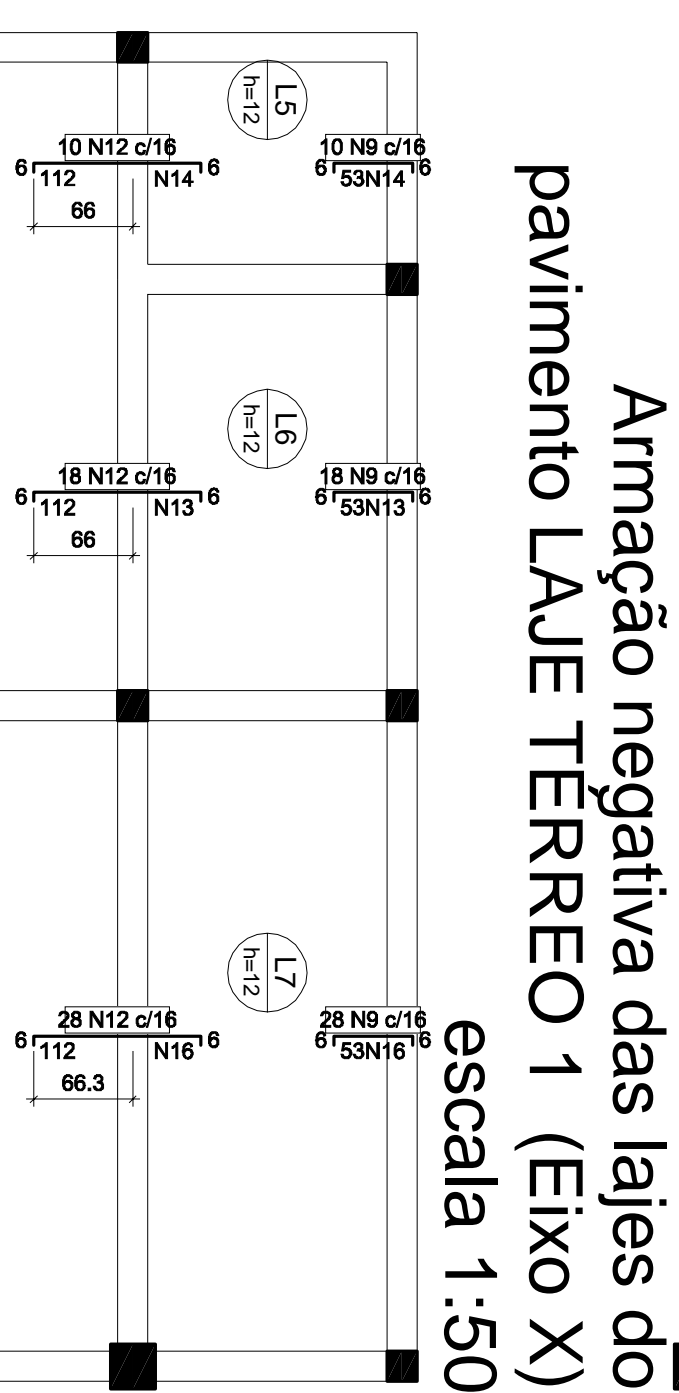 Armação negativa das lajes do
pavimento LAJE TÉRREO 1 (Eixo X)
escala 1:50
L5
h=12
10 N12 c/16
6 112 N14 6
66
10 N9 c/16
6 53N14 6
L6
h=12
18 N12 c/16
6 112 N13 6
66
18 N9 c/16
6 53N13 6
L7
h=12
28 N12 c/16
6 112 N16 6
66.3
28 N9 c/16
6 53N16 6